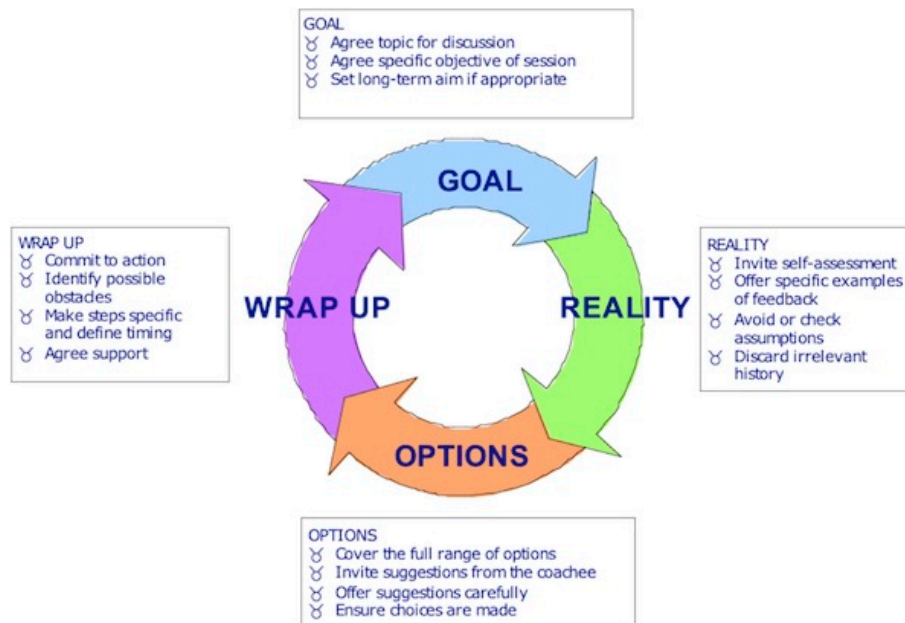 GOAL
♉ Agree topic for discussion
♉ Agree specific objective of session
♉ Set long-term aim if appropriate
GOAL
WRAP UP
♉ Commit to action
♉ Identify possible
obstacles
♉ Make steps specific
and define timing
♉ Agree support
WRAP UP
REALITY
REALITY
♉ Invite self-assessment
♉ Offer specific examples
of feedback
♉ Avoid or check
assumptions
♉ Discard irrelevant
history
OPTIONS
OPTIONS
♉ Cover the full range of options
♉ Invite suggestions from the coachee
♉ Offer suggestions carefully
♉ Ensure choices are made